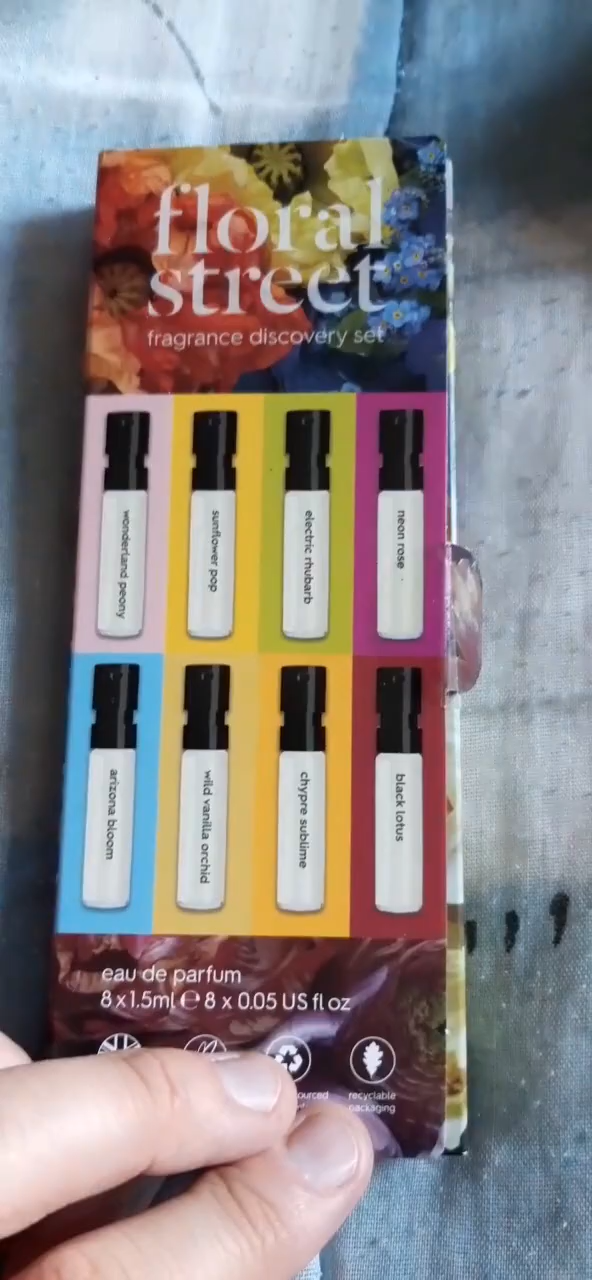 floral
street
fragrance discovery set
wonderland peony
sunflower pop
electric rhubarb
neon rose
arizona bloom
wild vanilla orchid
chypre sublime
black lotus
eau de parfum
8 x 1.5ml ℮ 8 x 0.05 US fl oz
recyclable
packaging